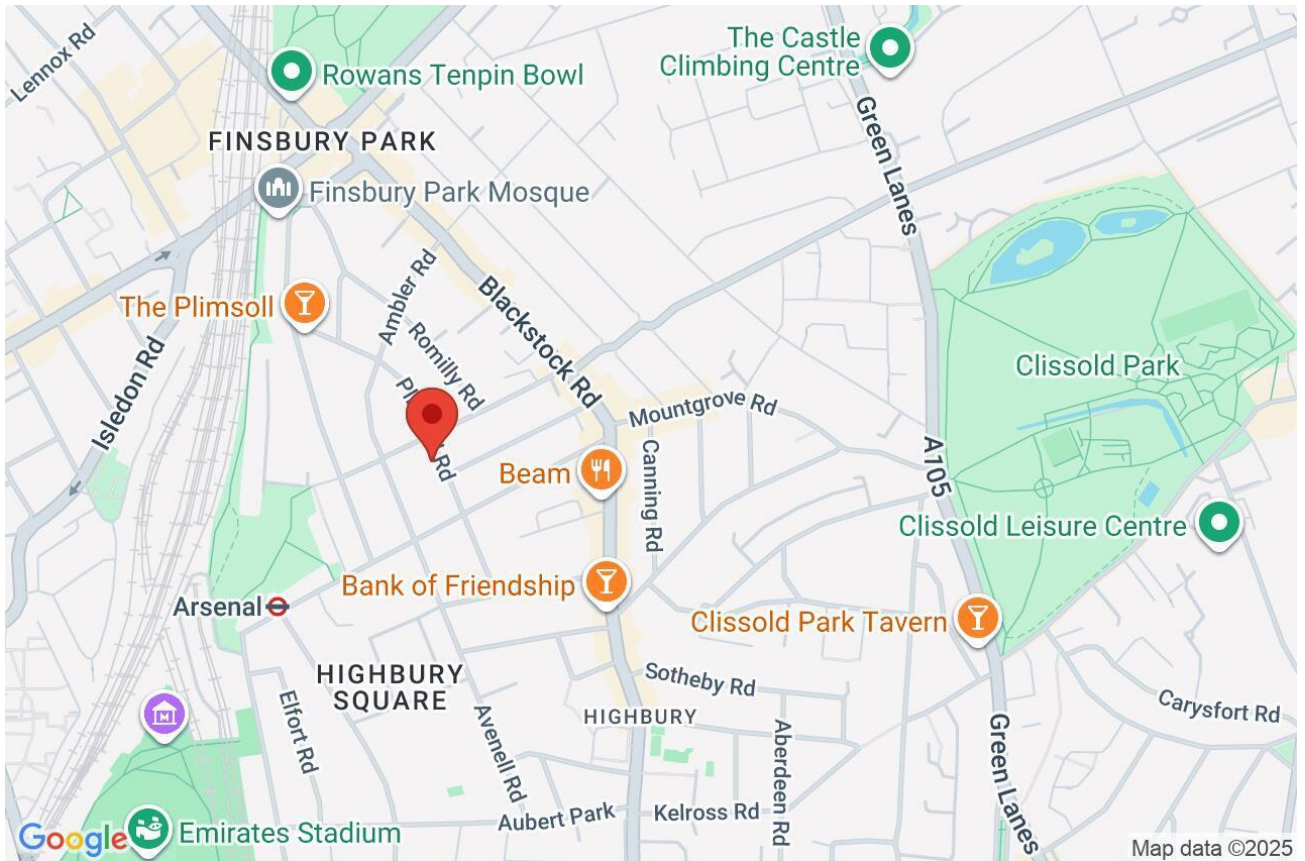 Lennox Rd
The Castle
Climbing Centre
Rowans Tenpin Bowl
Green Lanes
FINSBURY PARK
Finsbury Park Mosque
Ambler Rd
Blackstock Rd
The Plimsoll
Romilly Rd
Isledon Rd
Clissold Park
Mountgrove Rd
Rd
A105
Canning Rd
Beam
Clissold Leisure Centre
Bank of Friendship
Arsenal
Clissold Park Tavern
HIGHBURY
SQUARE
Sotheby Rd
Elfort Rd
Avenell Rd
HIGHBURY
Carysfort Rd
Aberdeen Rd
Green Lanes
Aubert Park
Kelross Rd
Google
Emirates Stadium
Map data ©2025